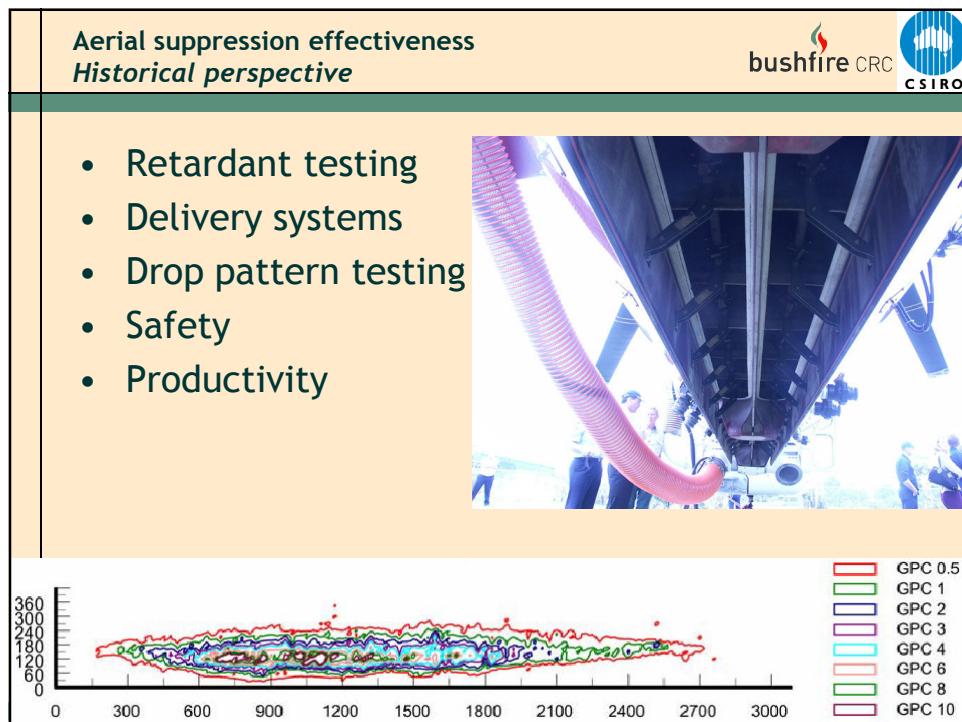 Aerial suppression effectiveness
Historical perspective
bushfire CRC
CSIRO
• Retardant testing
• Delivery systems
• Drop pattern testing
• Safety
• Productivity
360
300
240
180
120
60
0
0 300 600 900 1200 1500 1800 2100 2400 2700 3000
GPC 0.5
GPC 1
GPC 2
GPC 3
GPC 4
GPC 6
GPC 8
GPC 10